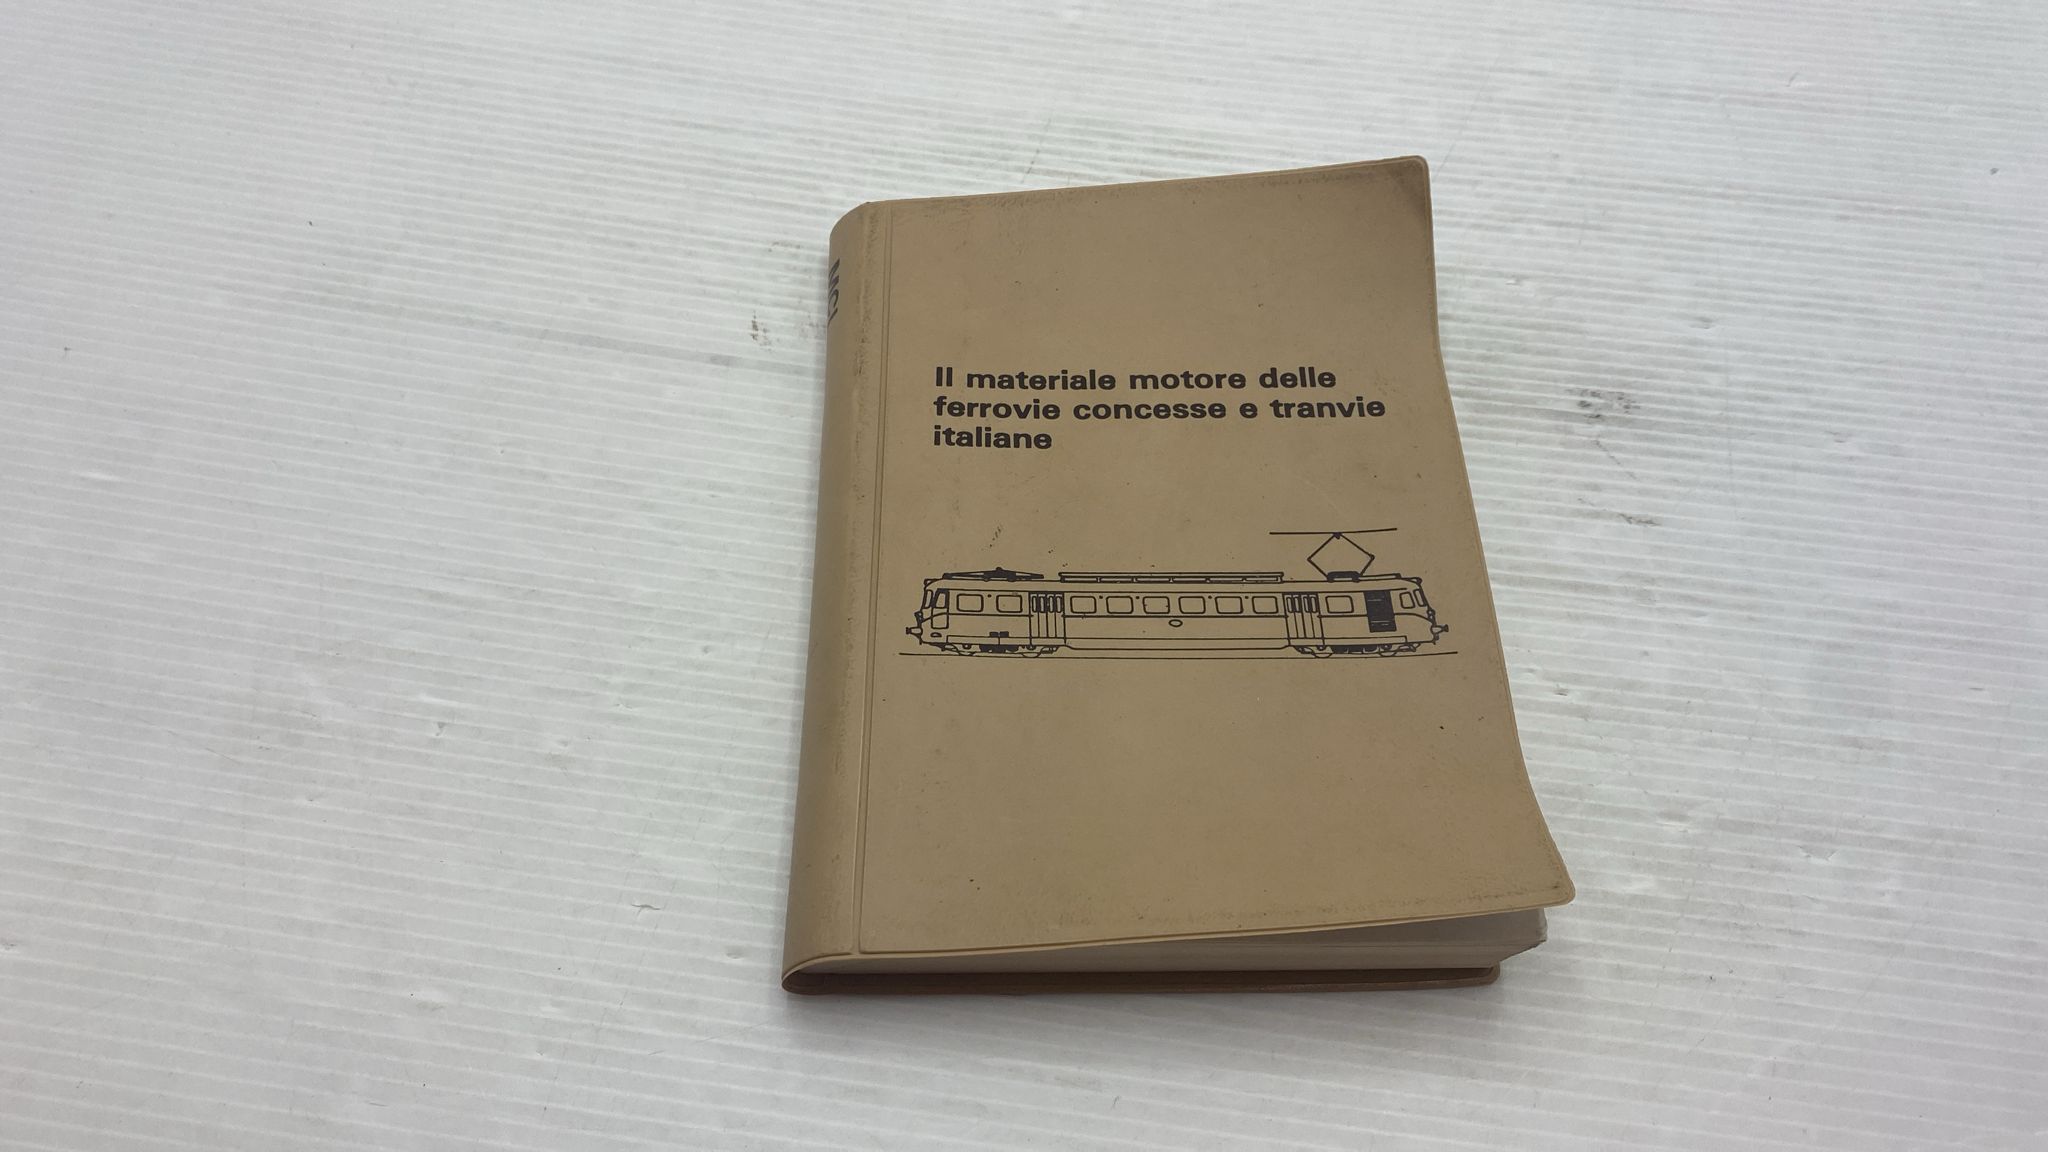 Il materiale motore delle
ferrovie concesse e tranvie
italiane